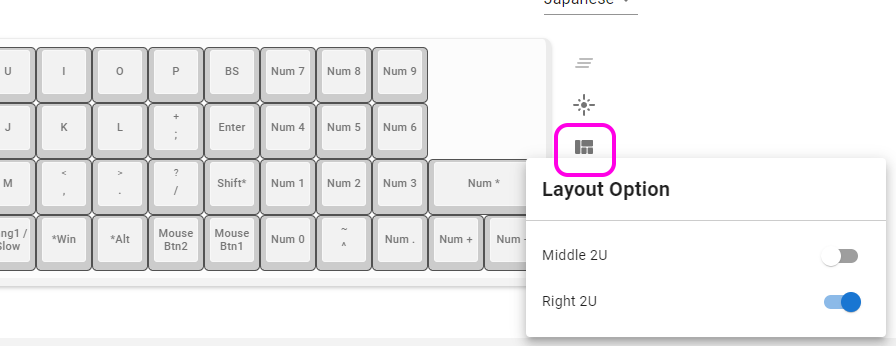 Japanese
U I O P BS Num 7 Num 8 Num 9
J K L + ; Enter Num 4 Num 5 Num 6
M < , > . ? / Shift* Num 1 Num 2 Num 3 Num *
ng1 / Slow *Win *Alt Mouse Btn2 Mouse Btn1 Num 0 ~ ^ Num . Num + Num -
Layout Option
Middle 2U
Right 2U